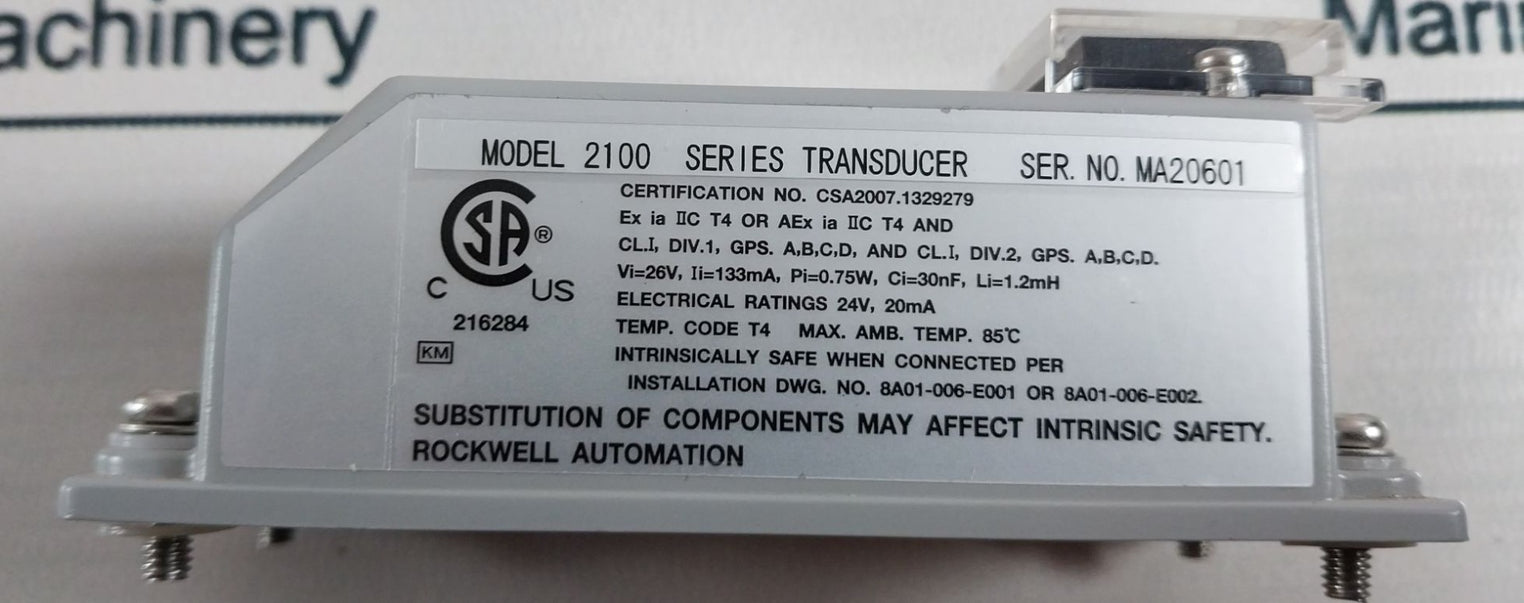 achinery
Mari
MODEL 2100 SERIES TRANSDUCER SER. NO. MA20601
CERTIFICATION NO. CSA2007.1329279
Ex ia IIC T4 OR AEx ia IIC T4 AND
CL.I, DIV.1, GPS. A,B,C,D, AND CL.I, DIV.2, GPS. A,B,C,D.
Vi=26V, Ii=133mA, Pi=0.75W, Ci=30nF, Li=1.2mH
ELECTRICAL RATINGS 24V, 20mA
TEMP. CODE T4 MAX. AMB. TEMP. 85℃
INTRINSICALLY SAFE WHEN CONNECTED PER
INSTALLATION DWG. NO. 8A01-006-E001 OR 8A01-006-E002.
SA®
C US
216284
KM
SUBSTITUTION OF COMPONENTS MAY AFFECT INTRINSIC SAFETY.
ROCKWELL AUTOMATION